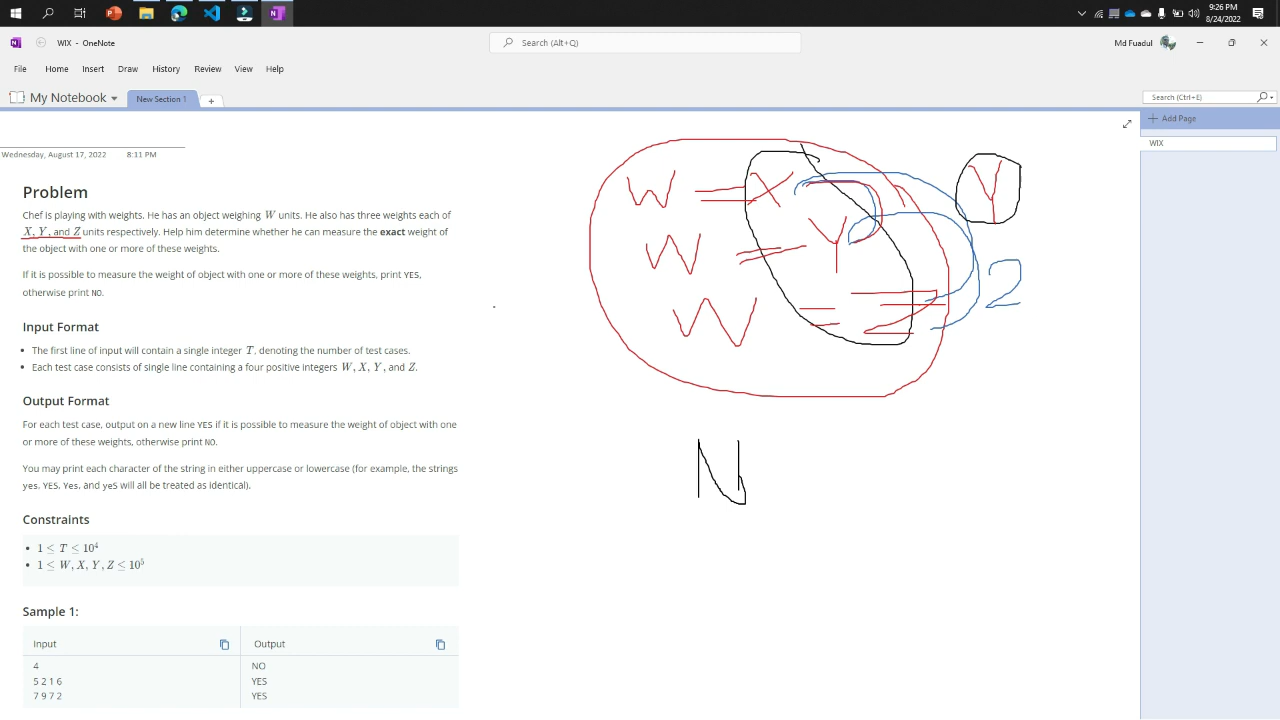 9:26 PM
8/24/2022
WIX - OneNote
Search (Alt+Q)
Md Fuadul
File Home Insert Draw History Review View Help
My Notebook
New Section 1
+
Search (Ctrl+E)
+ Add Page
WIX
Wednesday, August 17, 2022 8:11 PM
Problem
Chef is playing with weights. He has an object weighing W units. He also has three weights each of
X, Y, and Z units respectively. Help him determine whether he can measure the exact weight of
the object with one or more of these weights.
If it is possible to measure the weight of object with one or more of these weights, print YES,
otherwise print NO.
Input Format
• The first line of input will contain a single integer T, denoting the number of test cases.
• Each test case consists of single line containing a four positive integers W, X, Y, and Z.
Output Format
For each test case, output on a new line YES if it is possible to measure the weight of object with one
or more of these weights, otherwise print NO.
You may print each character of the string in either uppercase or lowercase (for example, the strings
yes, YES, Yes, and yeS will all be treated as identical).
Constraints
• 1 ≤ T ≤ 10⁴
• 1 ≤ W, X, Y, Z ≤ 10⁵
Sample 1:
Input Output
4 NO
5 2 1 6 YES
7 9 7 2 YES
W = X
W = Y
W = Z
Y
2
N